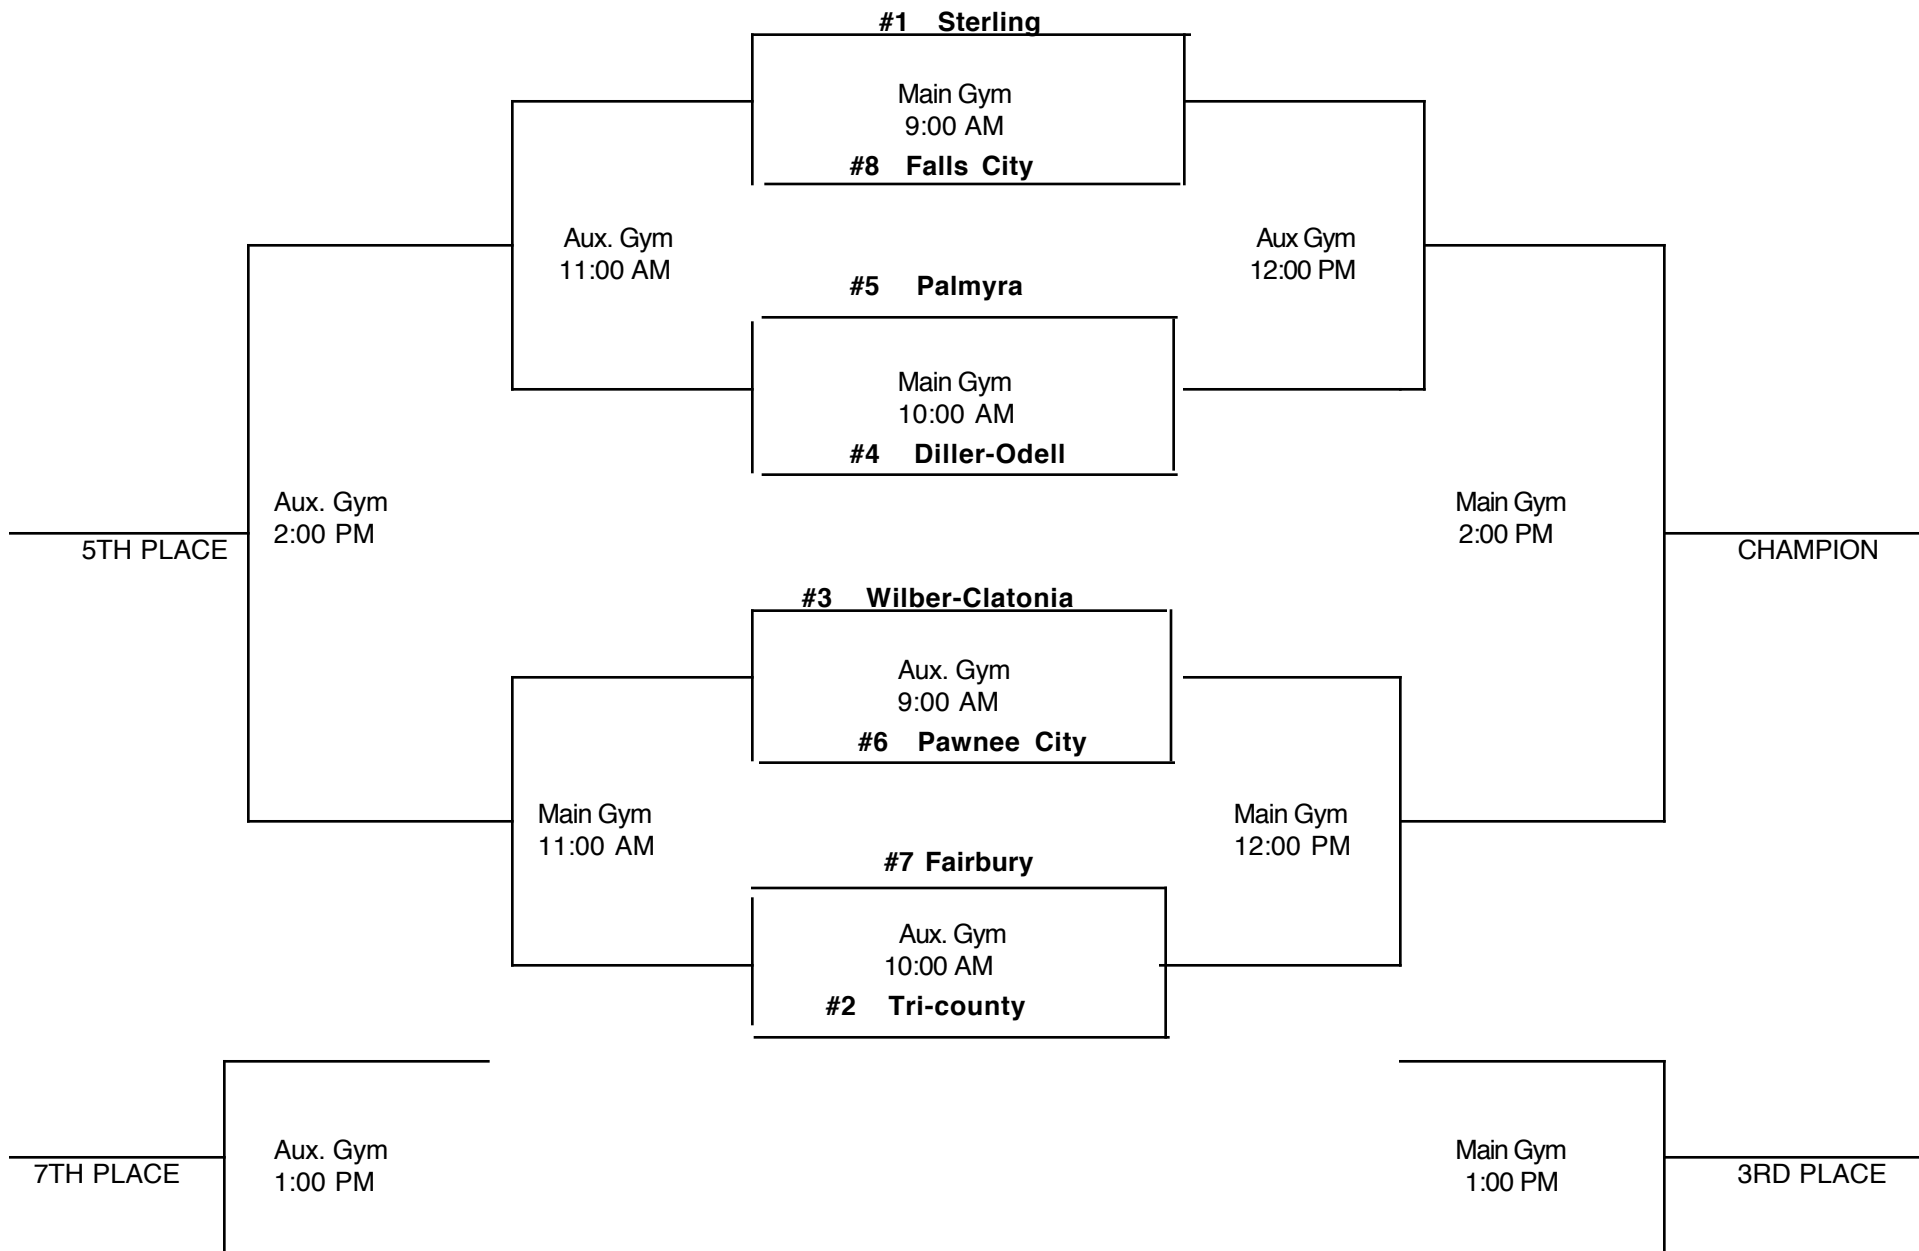 #1 Sterling
Main Gym
9:00 AM
#8 Falls City
Aux. Gym
11:00 AM
Aux Gym
12:00 PM
#5 Palmyra
Main Gym
10:00 AM
#4 Diller-Odell
Aux. Gym
2:00 PM
5TH PLACE
Main Gym
2:00 PM
CHAMPION
#3 Wilber-Clatonia
Aux. Gym
9:00 AM
#6 Pawnee City
Main Gym
11:00 AM
Main Gym
12:00 PM
#7 Fairbury
Aux. Gym
10:00 AM
#2 Tri-county
Aux. Gym
1:00 PM
7TH PLACE
Main Gym
1:00 PM
3RD PLACE